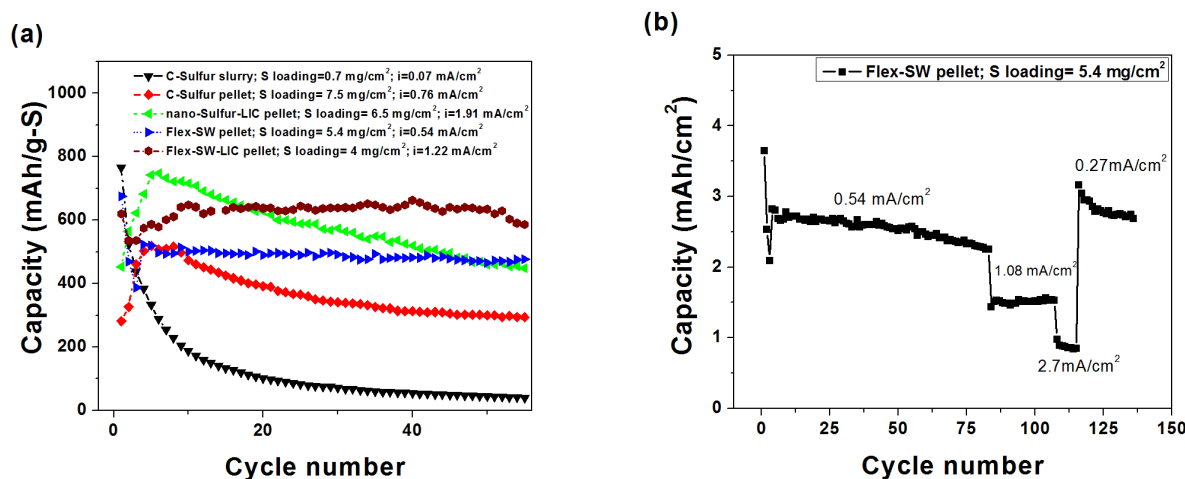 (a)
C-Sulfur slurry; S loading=0.7 mg/cm²; i=0.07 mA/cm²
C-Sulfur pellet; S loading= 7.5 mg/cm²; i=0.76 mA/cm²
nano-Sulfur-LIC pellet; S loading= 6.5 mg/cm²; i=1.91 mA/cm²
Flex-SW pellet; S loading= 5.4 mg/cm²; i=0.54 mA/cm²
Flex-SW-LIC pellet; S loading= 4 mg/cm²; i=1.22 mA/cm²
Capacity (mAh/g-S)
1000
800
600
400
200
0
0 20 40
Cycle number
(b)
Flex-SW pellet; S loading= 5.4 mg/cm²
Capacity (mAh/cm²)
5
4
3
2
1
0
0.54 mA/cm²
1.08 mA/cm²
2.7mA/cm²
0.27mA/cm²
0 25 50 75 100 125 150
Cycle number